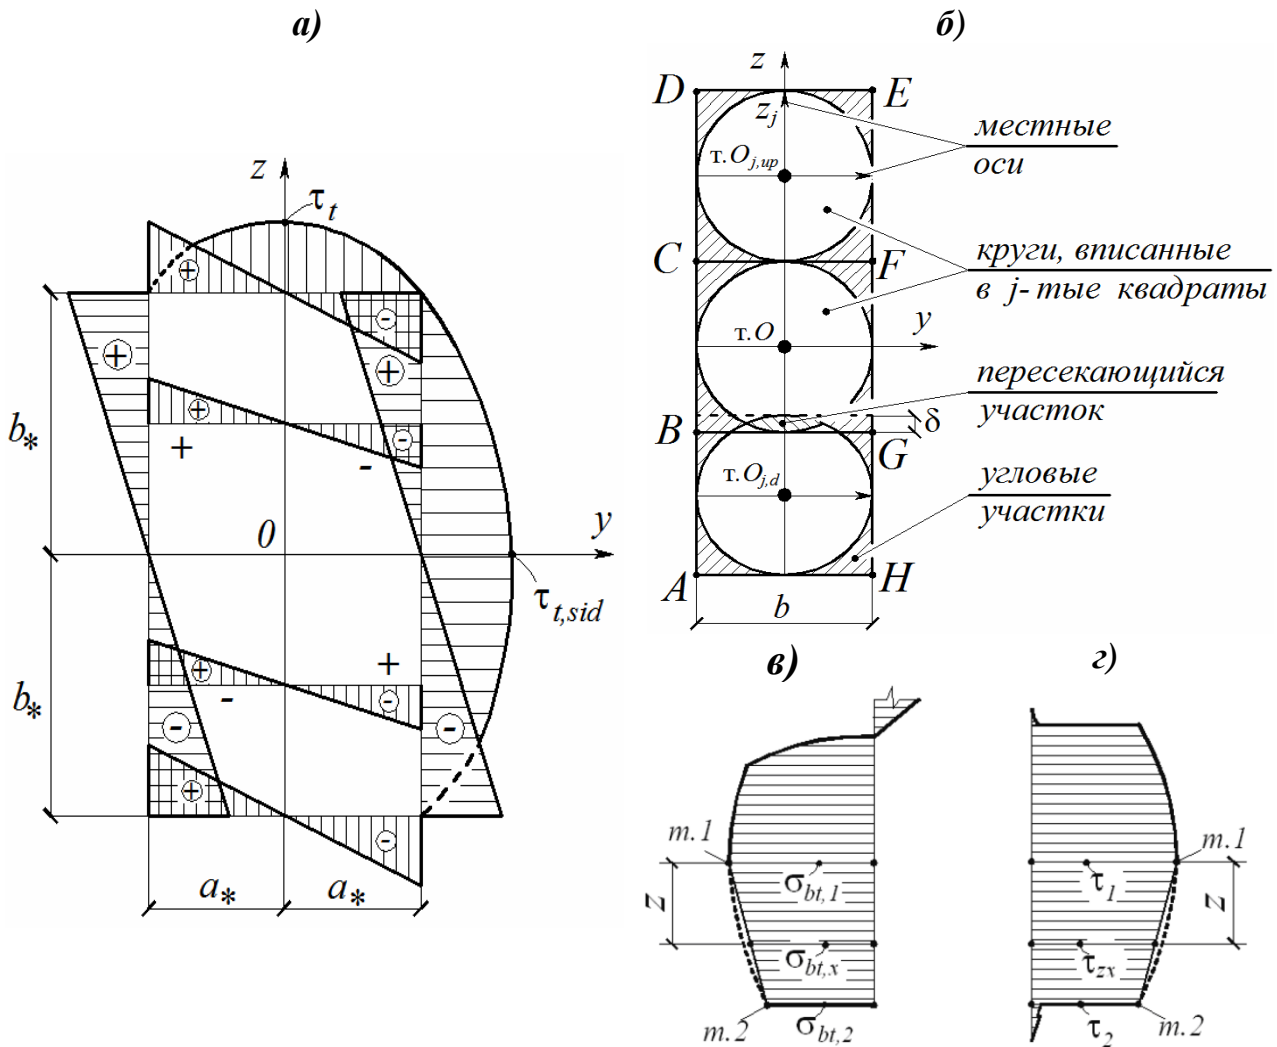 а)
z
τt
+
-
+
+
+
b*
+
-
-
0
y
τt,sid
+
+
-
-
b*
-
-
+
-
a*
a*
б)
z
D
E
zj
местные
оси
т.Oj,up
C
F
круги, вписанные
в j-тые квадраты
y
т.O
пересекающийся
участок
δ
B
G
т.Oj,d
угловые
участки
A
H
b
в)
т.1
z
σbt,1
σbt,x
т.2
σbt,2
г)
т.1
τ1
z
τzx
τ2
т.2